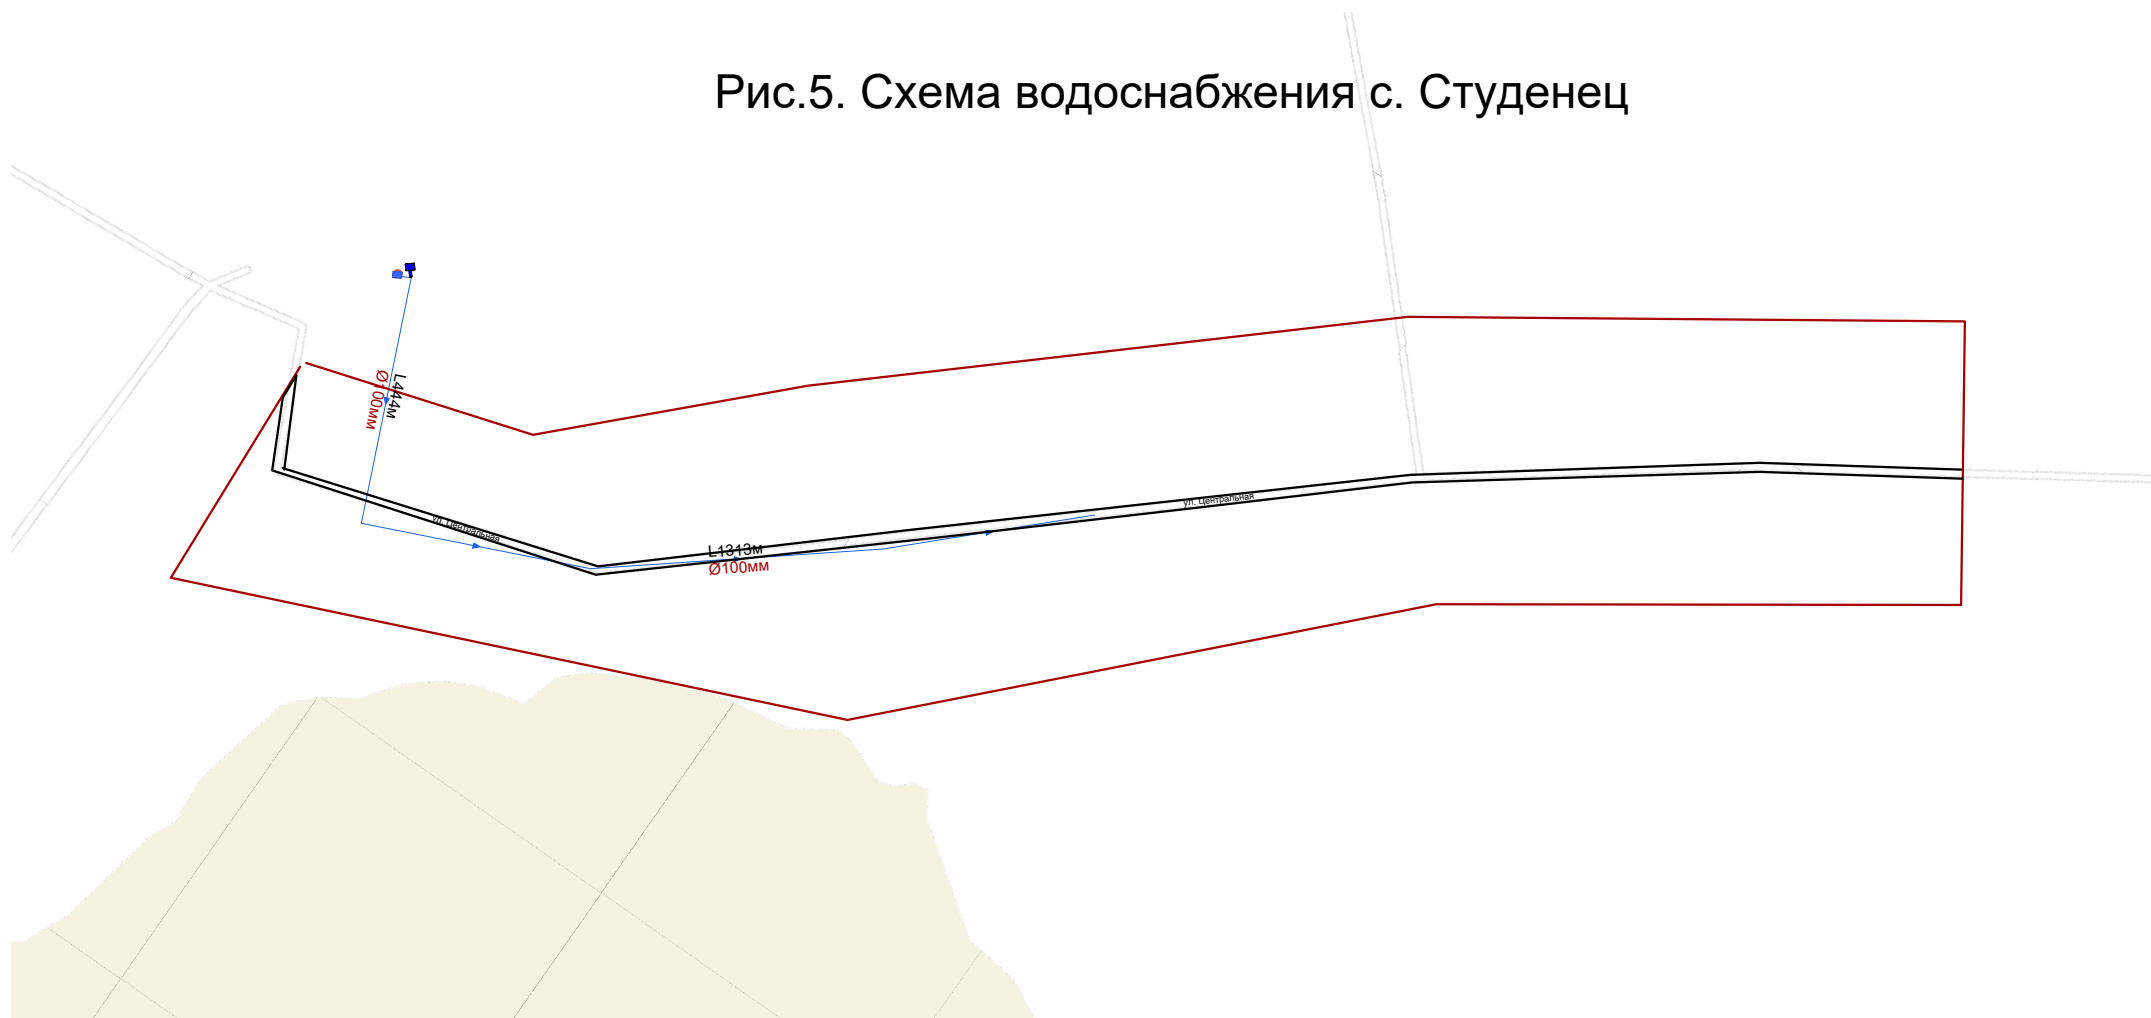 Рис.5. Схема водоснабжения с. Студенец
L444м
Ø100мм
ул. Центральная
ул. Центральная
L1313м
Ø100мм